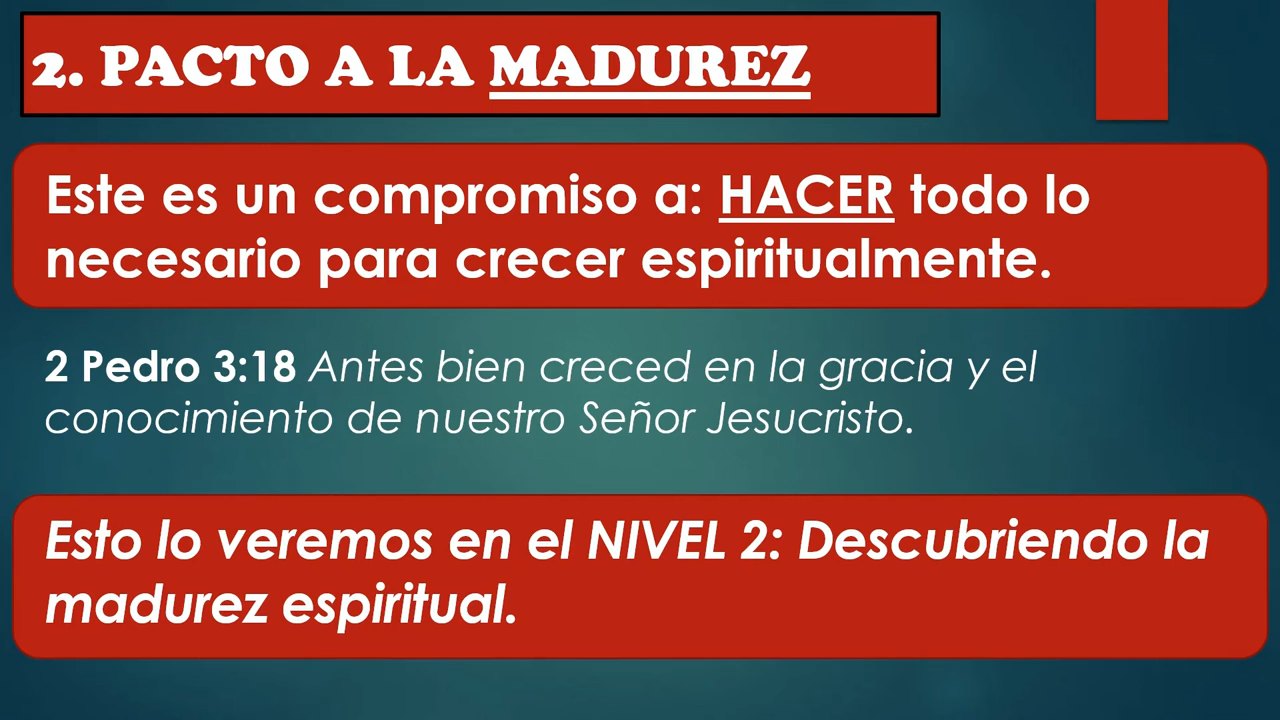 2. PACTO A LA MADUREZ
Este es un compromiso a: HACER todo lo
necesario para crecer espiritualmente.
2 Pedro 3:18 Antes bien creced en la gracia y el
conocimiento de nuestro Señor Jesucristo.
Esto lo veremos en el NIVEL 2: Descubriendo la
madurez espiritual.